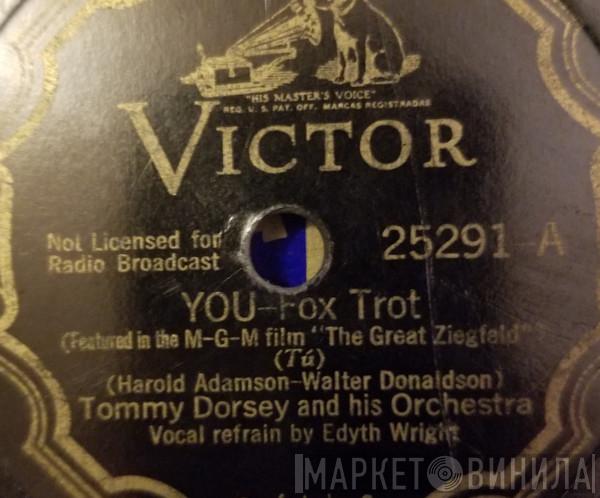 "HIS MASTER'S VOICE"
REG. U.S. PAT. OFF. MARCAS REGISTRADAS
VICTOR
Not Licensed for
Radio Broadcast
25291-A
YOU-Fox Trot
(Featured in the M-G-M film "The Great Ziegfeld")
(Tú)
(Harold Adamson-Walter Donaldson)
Tommy Dorsey and his Orchestra
Vocal refrain by Edyth Wright
МАРКЕТ ВИНИЛА